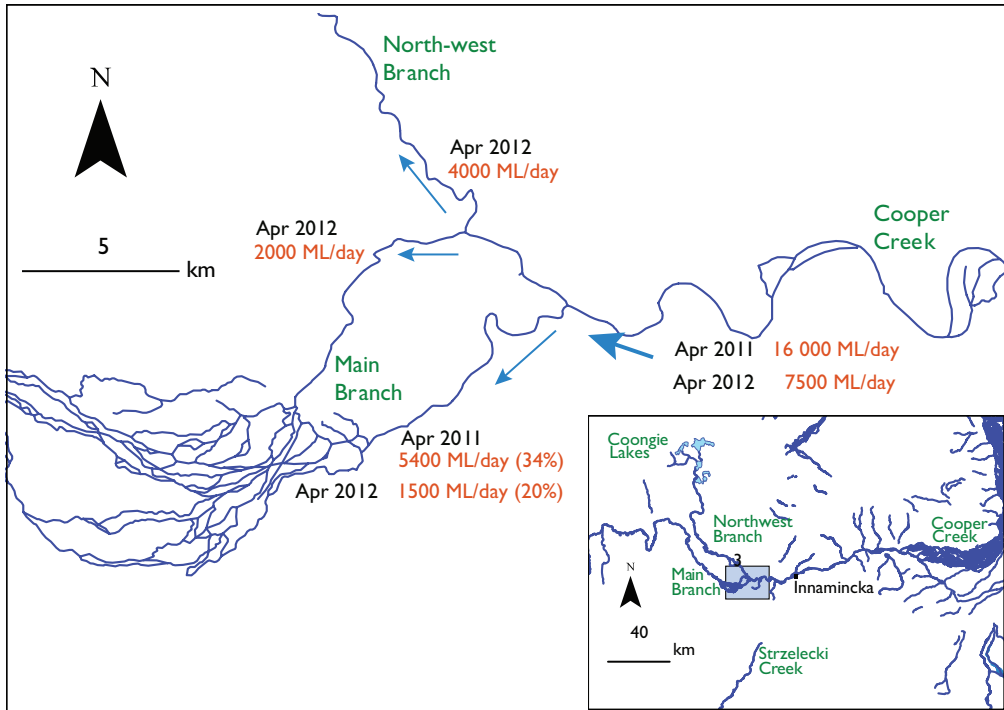 North-west
Branch
N
Apr 2012
4000 ML/day
Cooper
Creek
Apr 2012
2000 ML/day
5
km
Apr 2011 16 000 ML/day
Apr 2012 7500 ML/day
Main
Branch
Apr 2011
5400 ML/day (34%)
Apr 2012 1500 ML/day (20%)
Coongie
Lakes
Northwest
Branch
3
Cooper
Creek
N
Main
Branch
Innamincka
40
km
Strzelecki
Creek